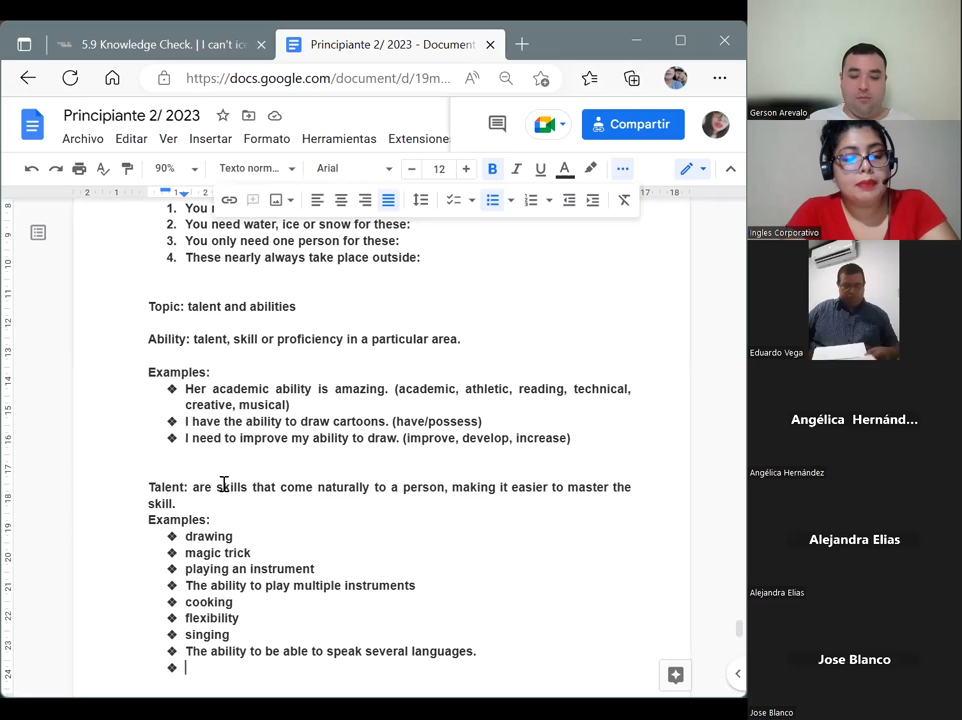 5.9 Knowledge Check. | I can't ic
Principiante 2/ 2023 - Document
https://docs.google.com/document/d/19m...
Principiante 2/ 2023
Archivo Editar Ver Insertar Formato Herramientas Extensione
Compartir
90% Texto norm... Arial 12
2 1 1 2 17 18
1. You
2. You need water, ice or snow for these:
3. You only need one person for these:
4. These nearly always take place outside:
Topic: talent and abilities
Ability: talent, skill or proficiency in a particular area.
Examples:
❖ Her academic ability is amazing. (academic, athletic, reading, technical,
creative, musical)
❖ I have the ability to draw cartoons. (have/possess)
❖ I need to improve my ability to draw. (improve, develop, increase)
Talent: are skills that come naturally to a person, making it easier to master the
skill.
Examples:
❖ drawing
❖ magic trick
❖ playing an instrument
❖ The ability to play multiple instruments
❖ cooking
❖ flexibility
❖ singing
❖ The ability to be able to speak several languages.
❖
Gerson Arevalo
Ingles Corporativo
Eduardo Vega
Angélica Hernánd...
Angélica Hernández
Alejandra Elias
Alejandra Elias
Jose Blanco
Jose Blanco